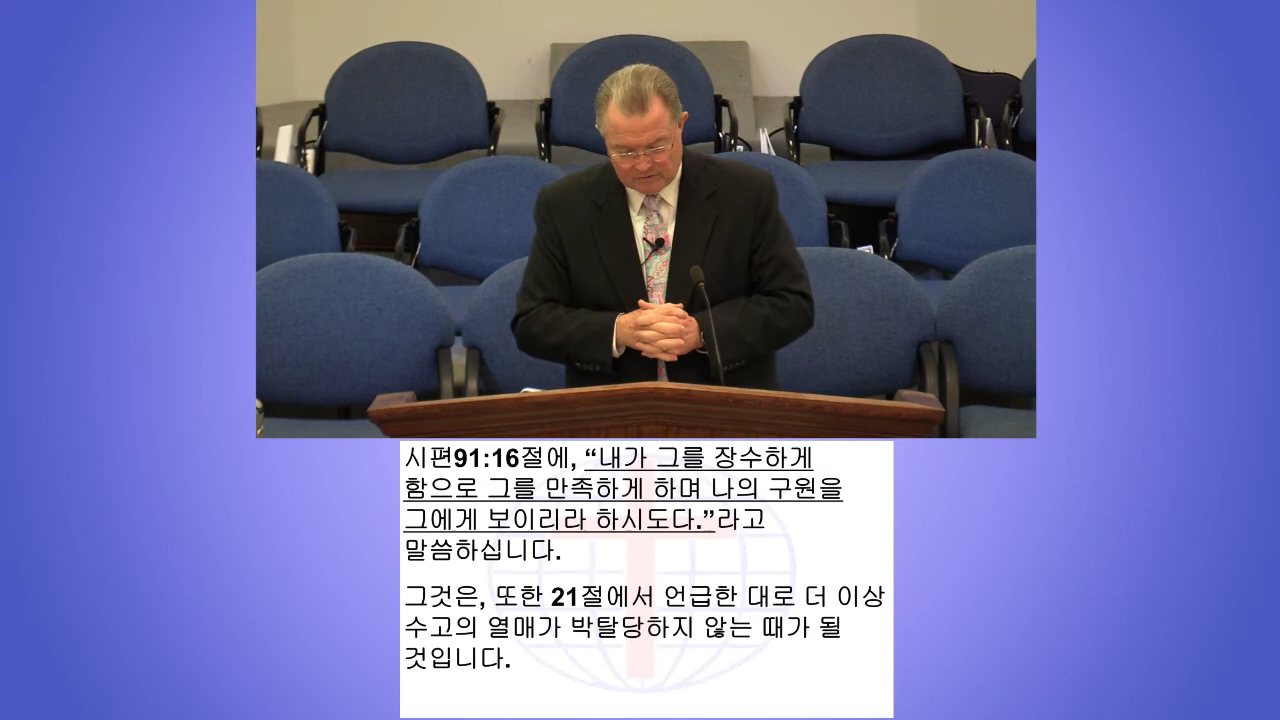 시편91:16절에, “내가 그를 장수하게
함으로 그를 만족하게 하며 나의 구원을
그에게 보이리라 하시도다.”라고
말씀하십니다.
그것은, 또한 21절에서 언급한 대로 더 이상
수고의 열매가 박탈당하지 않는 때가 될
것입니다.